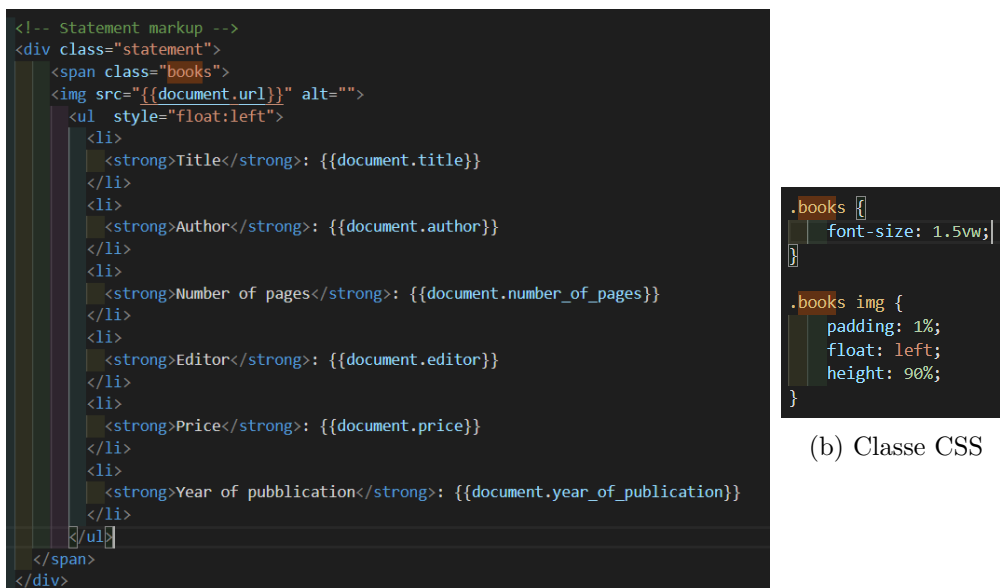 <!-- Statement markup -->
<div class="statement">
<span class="books">
<img src="{{document.url}}" alt="">
<ul  style="float:left">
<li>
<strong>Title</strong>: {{document.title}}
</li>
<li>
<strong>Author</strong>: {{document.author}}
</li>
<li>
<strong>Number of pages</strong>: {{document.number_of_pages}}
</li>
<li>
<strong>Editor</strong>: {{document.editor}}
</li>
<li>
<strong>Price</strong>: {{document.price}}
</li>
<li>
<strong>Year of pubblication</strong>: {{document.year_of_publication}}
</li>
</ul>
</span>
</div>
.books {
font-size: 1.5vw;
}
.books img {
padding: 1%;
float: left;
height: 90%;
}
(b) Classe CSS